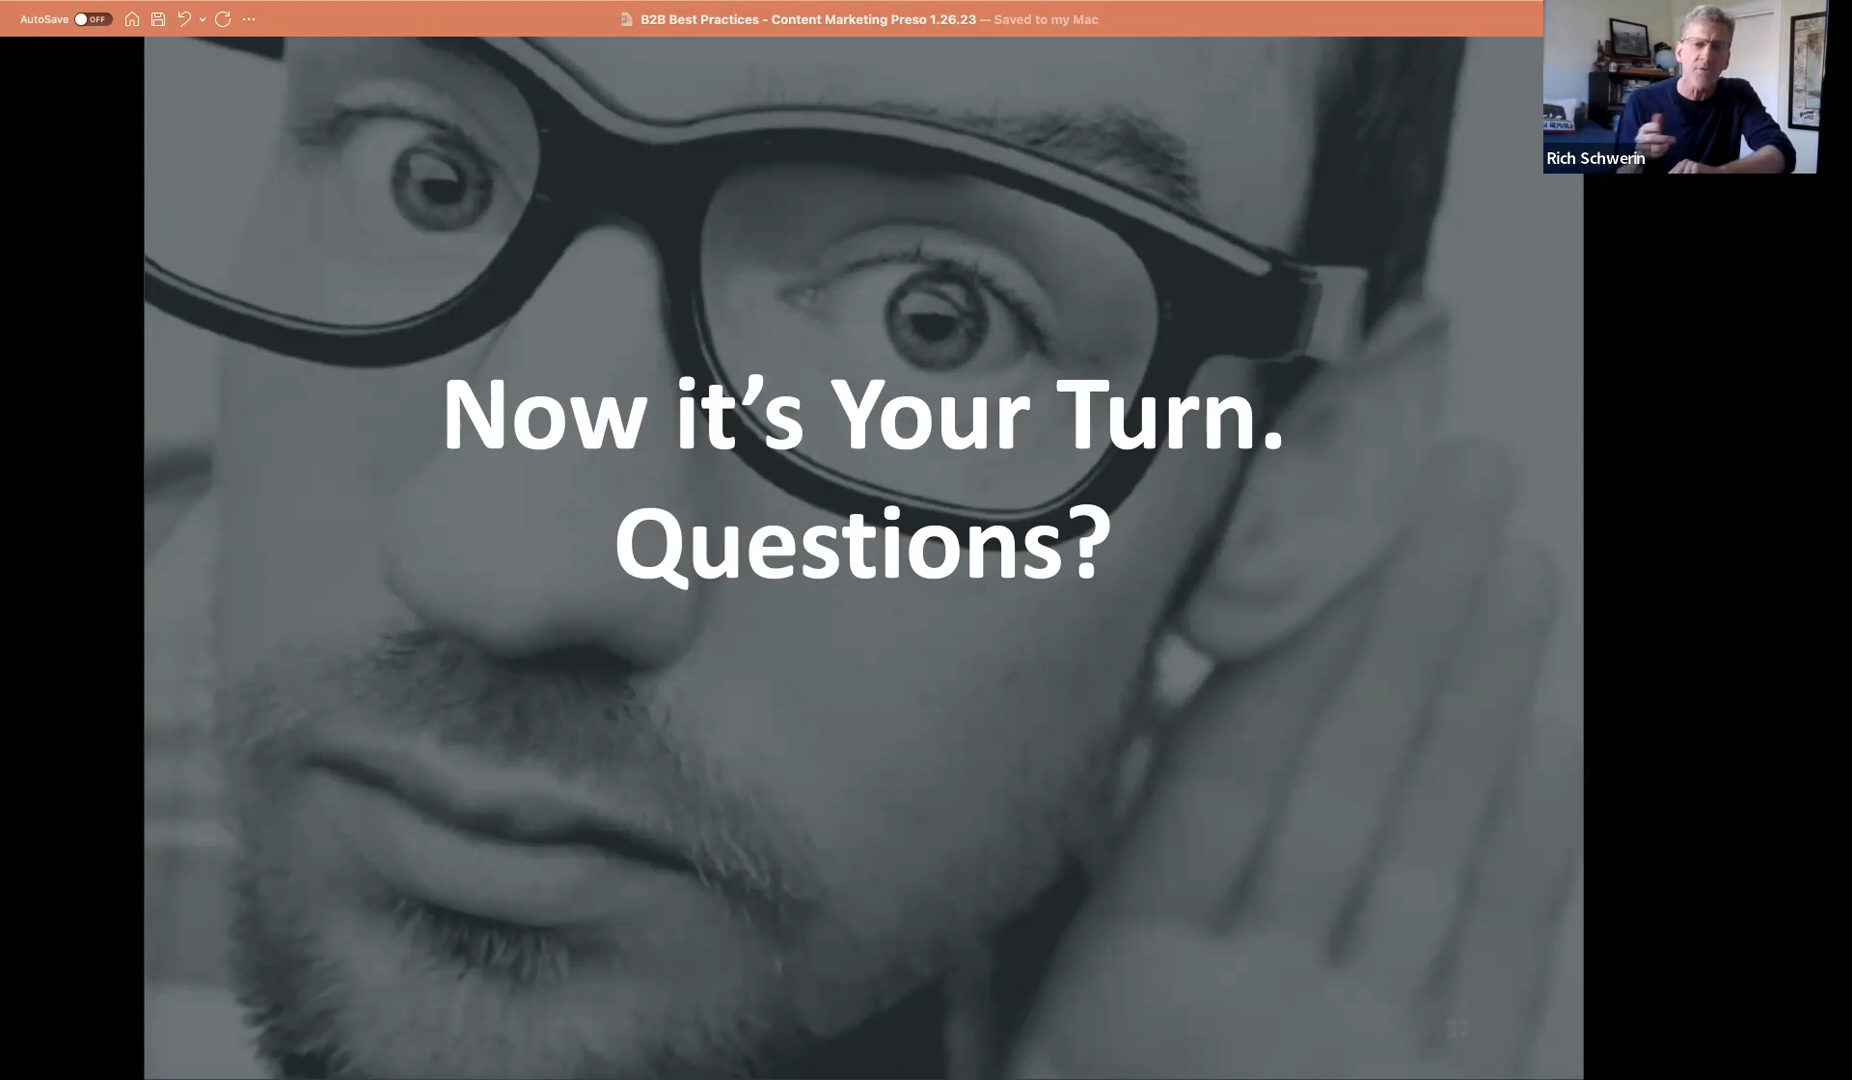 AutoSave OFF
B2B Best Practices - Content Marketing Preso 1.26.23 — Saved to my Mac
Rich Schwerin
Now it’s Your Turn.
Questions?
37